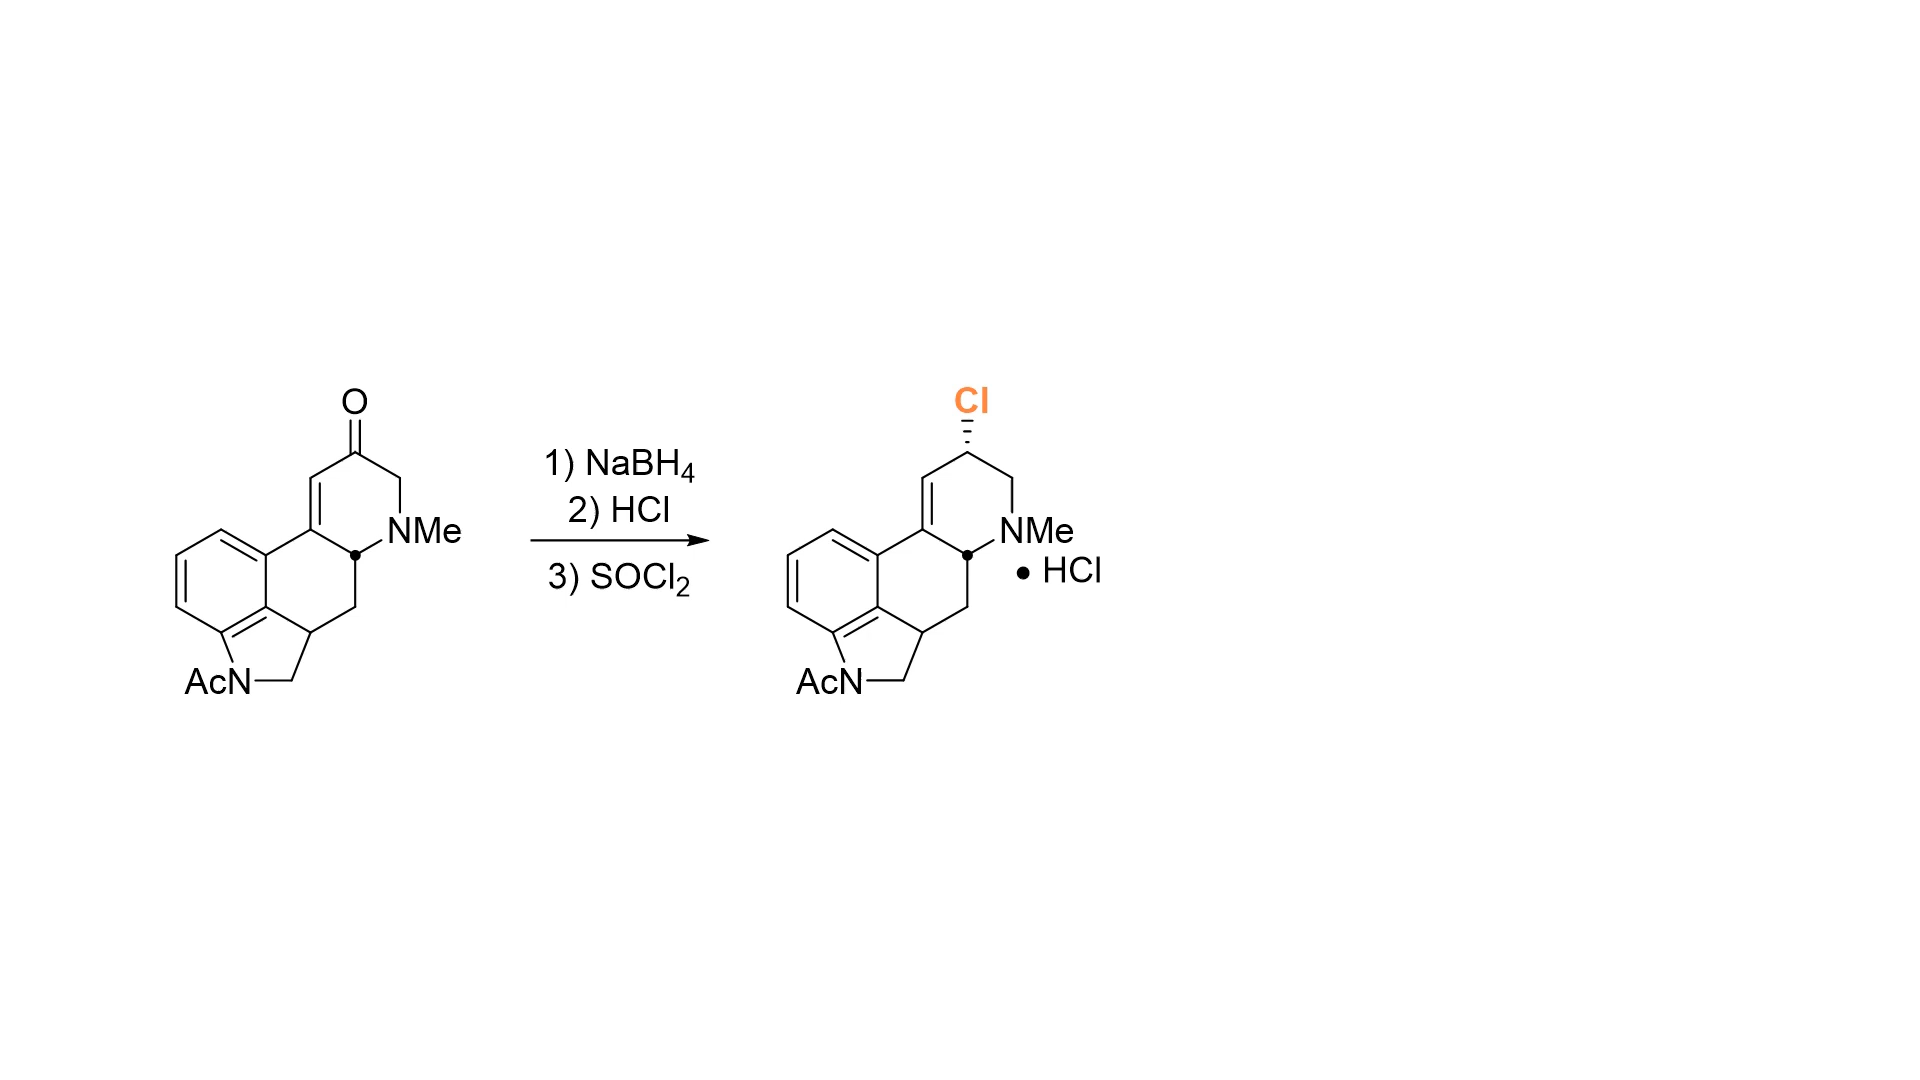 O
NMe
AcN
1) NaBH4
2) HCl
3) SOCl2
Cl
NMe
• HCl
AcN